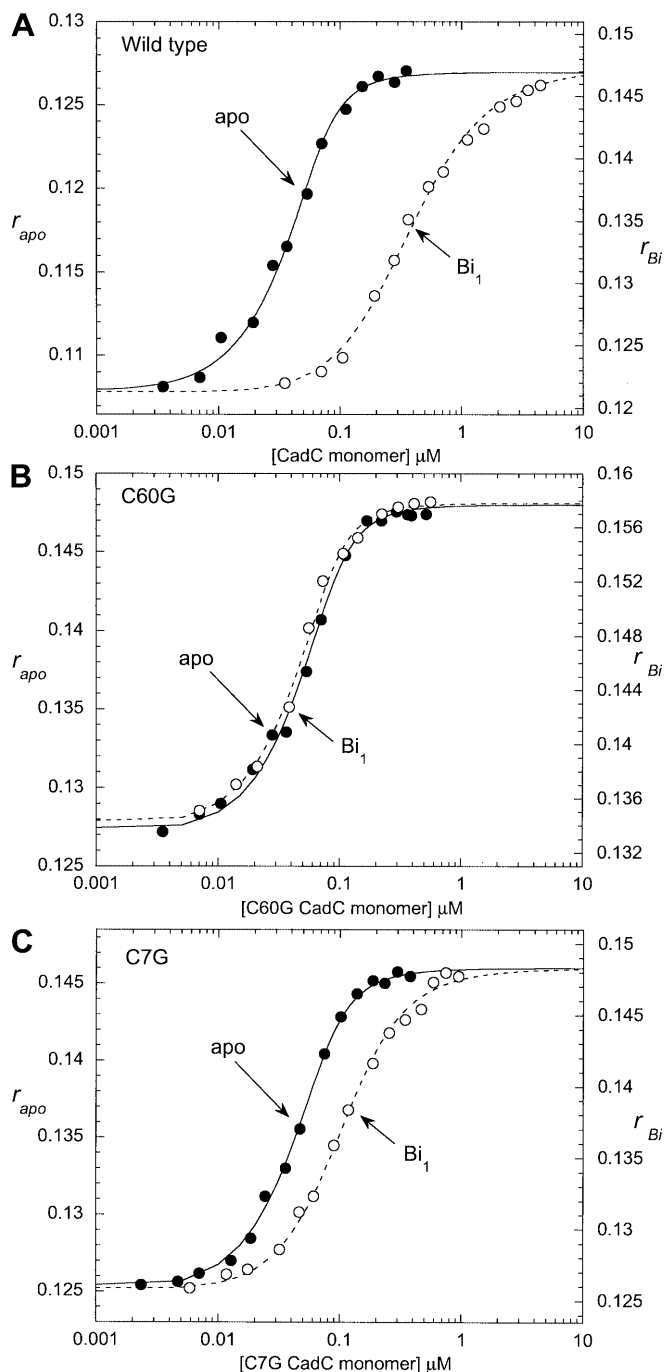 A
Wild type
0.13
0.125
0.12
0.115
0.11
r_apo
apo
Bi₁
0.15
0.145
0.14
0.135
0.13
0.125
0.12
r_Bi
0.001 0.01 0.1 1 10
[CadC monomer] μM
B
C60G
0.15
0.145
0.14
0.135
0.13
0.125
r_apo
apo
Bi₁
0.16
0.156
0.152
0.148
0.144
0.14
0.136
0.132
r_Bi
0.001 0.01 0.1 1 10
[C60G CadC monomer] μM
C
C7G
0.145
0.14
0.135
0.13
0.125
r_apo
apo
Bi₁
0.15
0.145
0.14
0.135
0.13
0.125
r_Bi
0.001 0.01 0.1 1 10
[C7G CadC monomer] μM